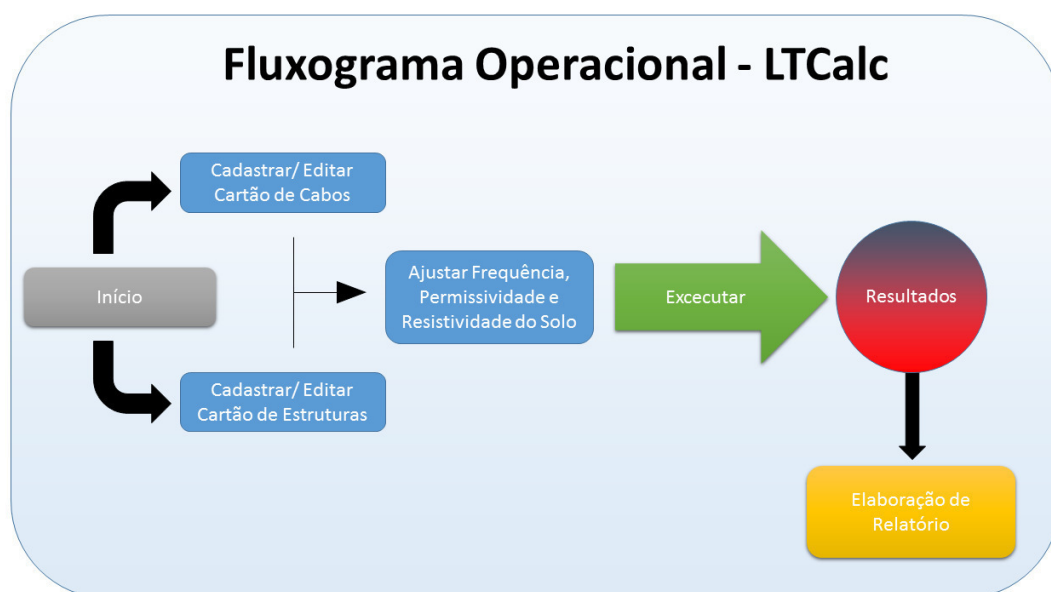 Fluxograma Operacional - LTCalc
Cadastrar/ Editar
Cartão de Cabos
Início
Ajustar Frequência,
Permissividade e
Resistividade do Solo
Excecutar
Resultados
Cadastrar/ Editar
Cartão de Estruturas
Elaboração de
Relatório